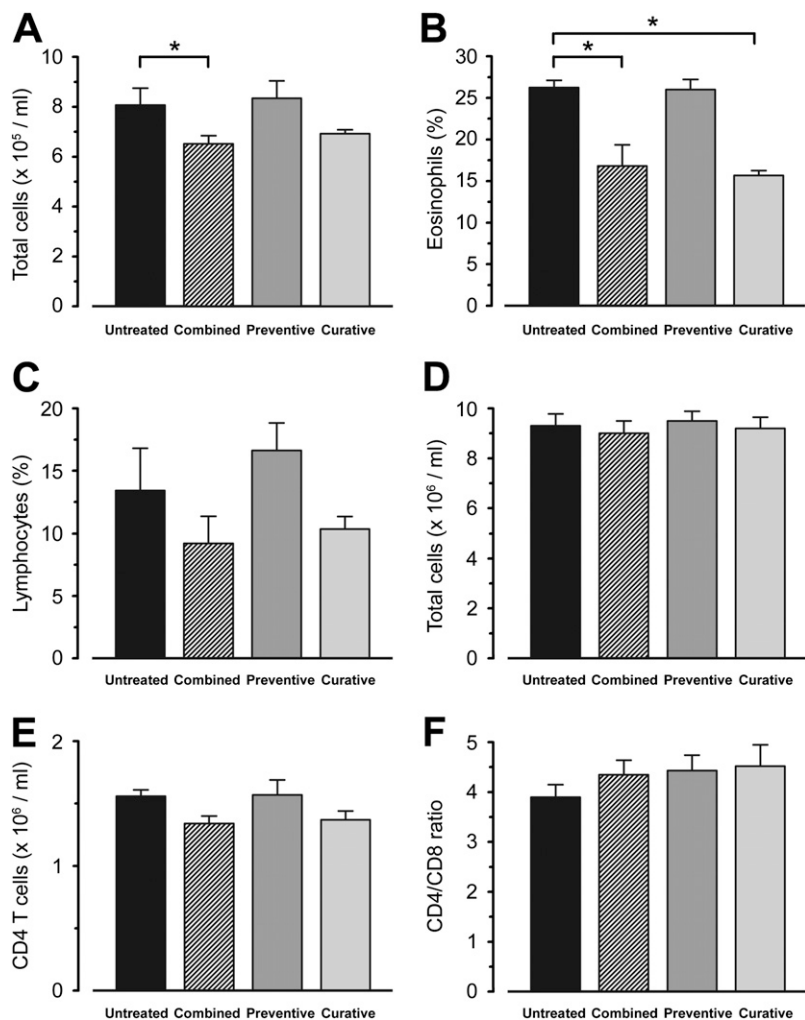 A
*
Total cells (x 10⁵ / ml)
10
8
6
4
2
0
Untreated Combined Preventive Curative
B
*
*
Eosinophils (%)
30
25
20
15
10
5
0
Untreated Combined Preventive Curative
C
Lymphocytes (%)
20
15
10
5
0
Untreated Combined Preventive Curative
D
Total cells (x 10⁶ / ml)
10
8
6
4
2
0
Untreated Combined Preventive Curative
E
CD4 T cells (x 10⁶ / ml)
2
1
0
Untreated Combined Preventive Curative
F
CD4/CD8 ratio
5
4
3
2
1
0
Untreated Combined Preventive Curative